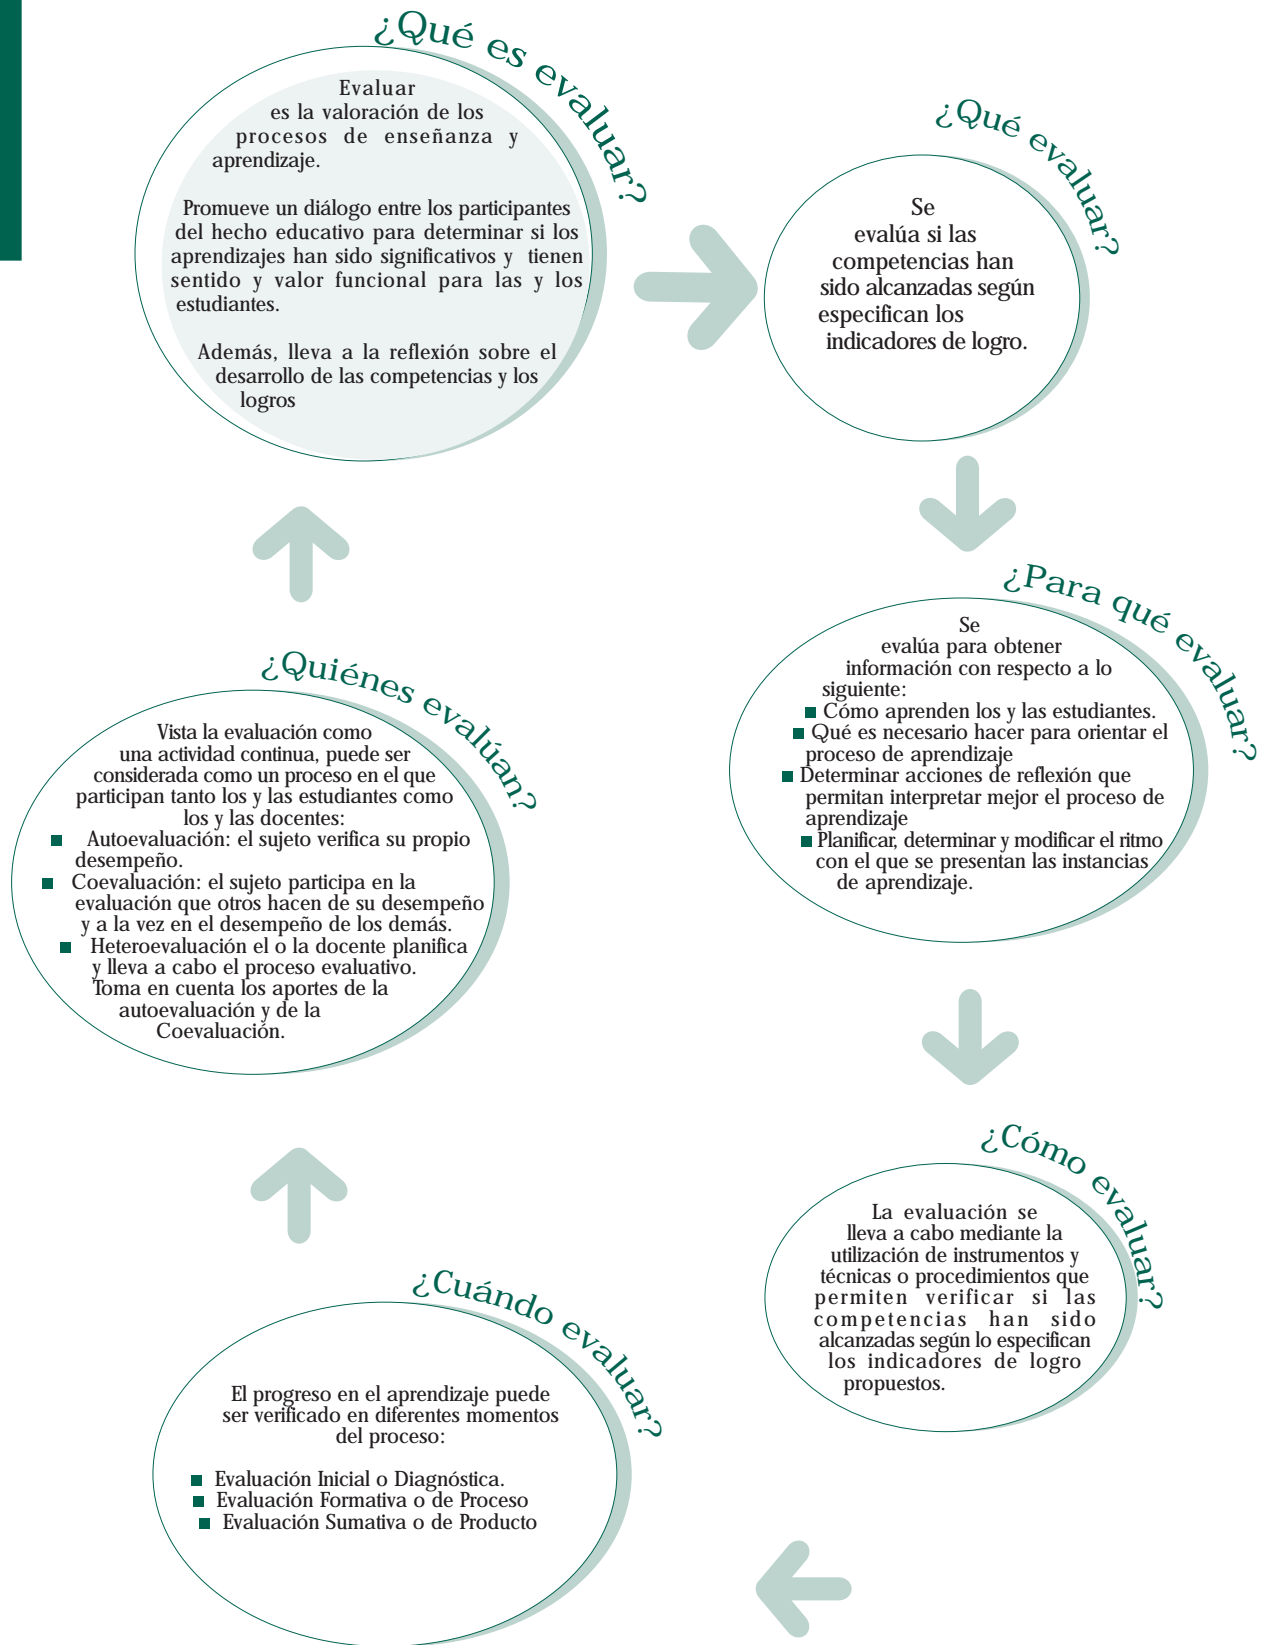 ¿Qué es evaluar?
Evaluar
es la valoración de los
procesos de enseñanza y
aprendizaje.
Promueve un diálogo entre los participantes
del hecho educativo para determinar si los
aprendizajes han sido significativos y tienen
sentido y valor funcional para las y los
estudiantes.
Además, lleva a la reflexión sobre el
desarrollo de las competencias y los
logros
¿Qué evaluar?
Se
evalúa si las
competencias han
sido alcanzadas según
especifican los
indicadores de logro.
¿Para qué evaluar?
Se
evalúa para obtener
información con respecto a lo
siguiente:
■ Cómo aprenden los y las estudiantes.
■ Qué es necesario hacer para orientar el
proceso de aprendizaje
■ Determinar acciones de reflexión que
permitan interpretar mejor el proceso de
aprendizaje
■ Planificar, determinar y modificar el ritmo
con el que se presentan las instancias
de aprendizaje.
¿Cómo evaluar?
La evaluación se
lleva a cabo mediante la
utilización de instrumentos y
técnicas o procedimientos que
permiten verificar si las
competencias han sido
alcanzadas según lo especifican
los indicadores de logro
propuestos.
¿Cuándo evaluar?
El progreso en el aprendizaje puede
ser verificado en diferentes momentos
del proceso:
■ Evaluación Inicial o Diagnóstica.
■ Evaluación Formativa o de Proceso
■ Evaluación Sumativa o de Producto
¿Quiénes evalúan?
Vista la evaluación como
una actividad continua, puede ser
considerada como un proceso en el que
participan tanto los y las estudiantes como
los y las docentes:
■ Autoevaluación: el sujeto verifica su propio
desempeño.
■ Coevaluación: el sujeto participa en la
evaluación que otros hacen de su desempeño
y a la vez en el desempeño de los demás.
■ Heteroevaluación el o la docente planifica
y lleva a cabo el proceso evaluativo.
Toma en cuenta los aportes de la
autoevaluación y de la
Coevaluación.